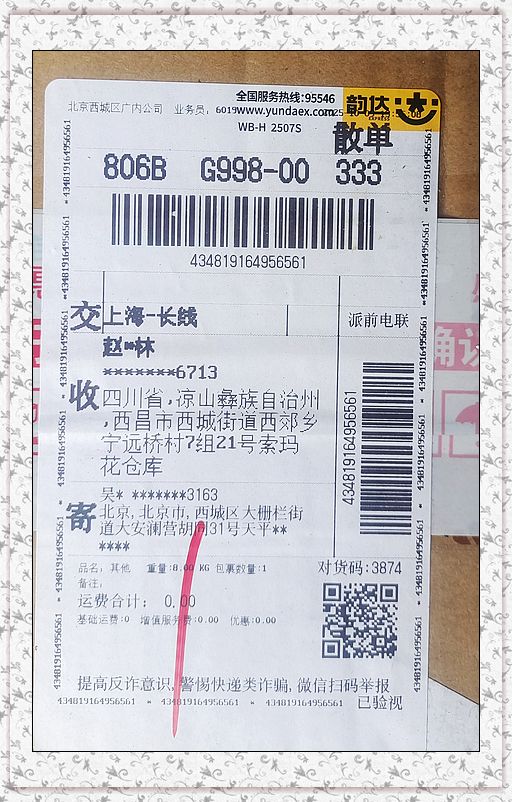 全国服务热线:95546
韵达
北京西城区广内公司 业务员: 6019
www.yundaex.com
WB-H 2507S
散单
806B G998-00 333
434819164956561
交 上海-长线
派前电联
赵**林
*******6713
收
四川省,凉山彝族自治州
,西昌市西城街道西郊乡
宁远桥村7组21号索玛
花仓库
434819164956561
寄
吴* *******3163
北京,北京市,西城区大栅栏街
道大安澜营胡同31号天平**
****
品名: 其他 重量:8.00 KG 包裹数量:1
对货码:3874
备注:
运费合计: 0.00
基础运费:0 增值服务费:0.00 优惠:0.00
提高反诈意识,警惕快递类诈骗,微信扫码举报
434819164956561 * 434819164956561 * 434819164956561
已验视